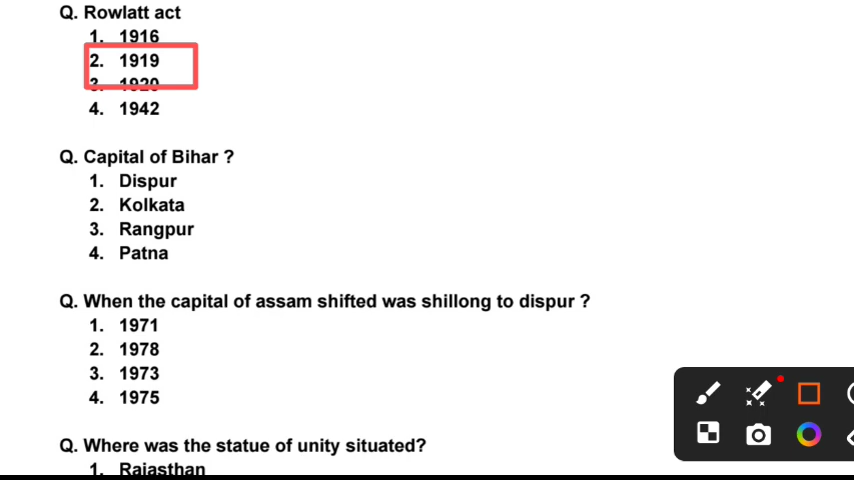 Q. Rowlatt act
1. 1916
2. 1919
3. 1920
4. 1942
Q. Capital of Bihar ?
1. Dispur
2. Kolkata
3. Rangpur
4. Patna
Q. When the capital of assam shifted was shillong to dispur ?
1. 1971
2. 1978
3. 1973
4. 1975
Q. Where was the statue of unity situated?
1. Rajasthan